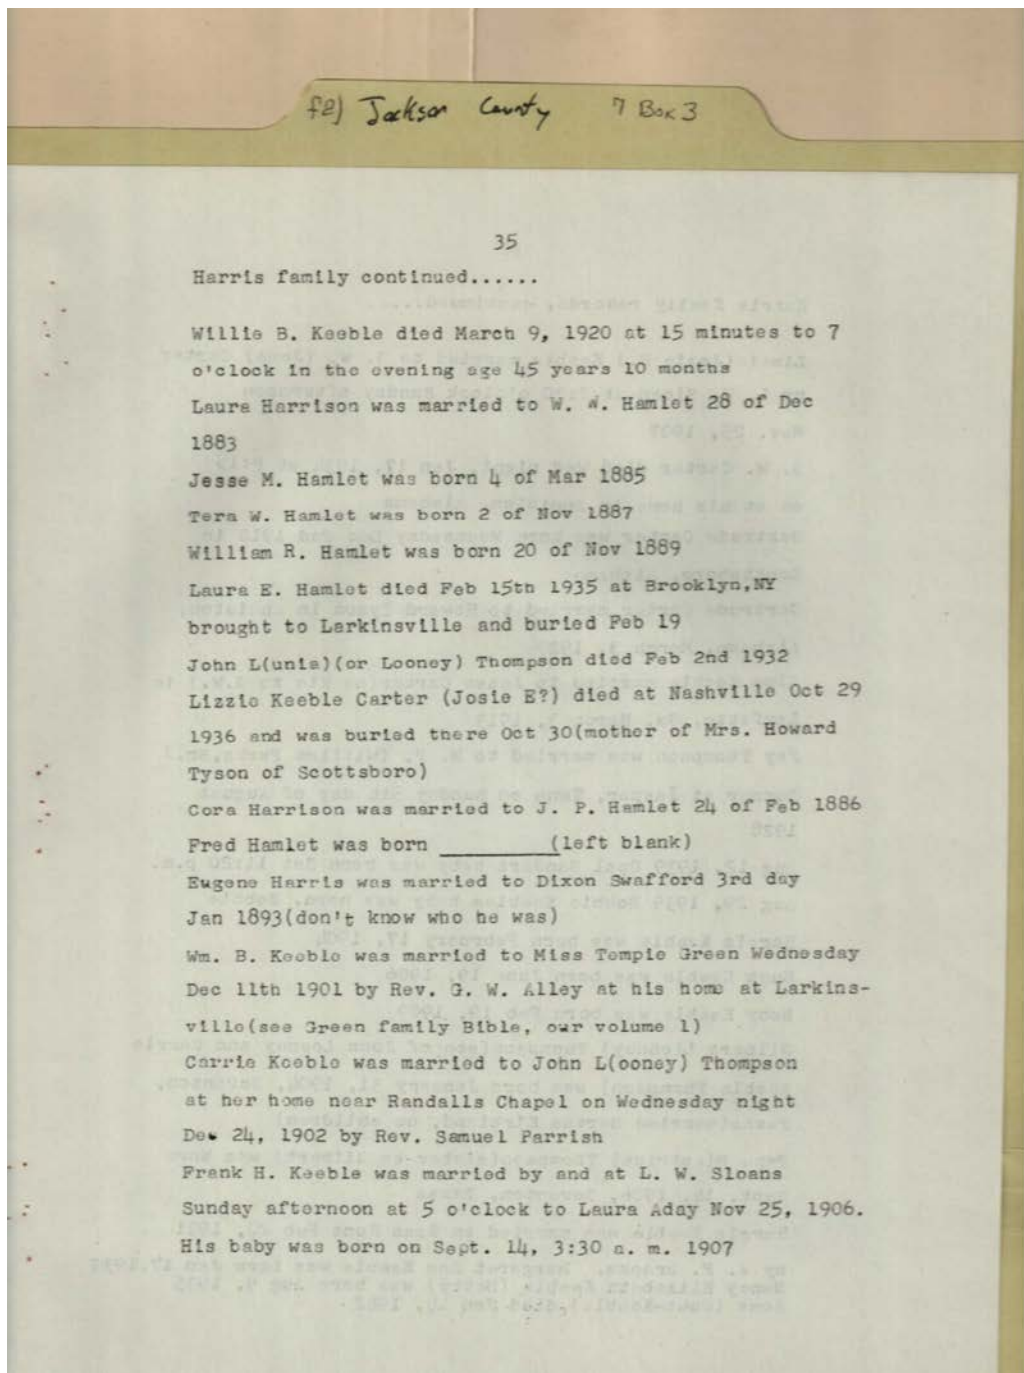 f2) Jackson County 7 Box 3
35
Harris family continued......
Willie B. Keeble died March 9, 1920 at 15 minutes to 7
o'clock in the evening age 45 years 10 months
Laura Harrison was married to W. W. Hamlet 28 of Dec
1883
Jesse M. Hamlet was born 4 of Mar 1885
Tera W. Hamlet was born 2 of Nov 1887
William R. Hamlet was born 20 of Nov 1889
Laura E. Hamlet died Feb 15th 1935 at Brooklyn,NY
brought to Larkinsville and buried Feb 19
John L(unia)(or Looney) Thompson died Feb 2nd 1932
Lizzie Keeble Carter (Josie E?) died at Nashville Oct 29
1936 and was buried there Oct 30(mother of Mrs. Howard
Tyson of Scottsboro)
Cora Harrison was married to J. P. Hamlet 24 of Feb 1886
Fred Hamlet was born _________(left blank)
Eugene Harris was married to Dixon Swafford 3rd day
Jan 1893(don't know who he was)
Wm. B. Keeble was married to Miss Temple Green Wednesday
Dec 11th 1901 by Rev. G. W. Alley at his home at Larkins-
ville(see Green family Bible, our volume 1)
Carrie Keeble was married to John L(ooney) Thompson
at her home near Randalls Chapel on Wednesday night
Dec 24, 1902 by Rev. Samuel Parrish
Frank H. Keeble was married by and at L. W. Sloans
Sunday afternoon at 5 o'clock to Laura Aday Nov 25, 1906.
His baby was born on Sept. 14, 3:30 a. m. 1907